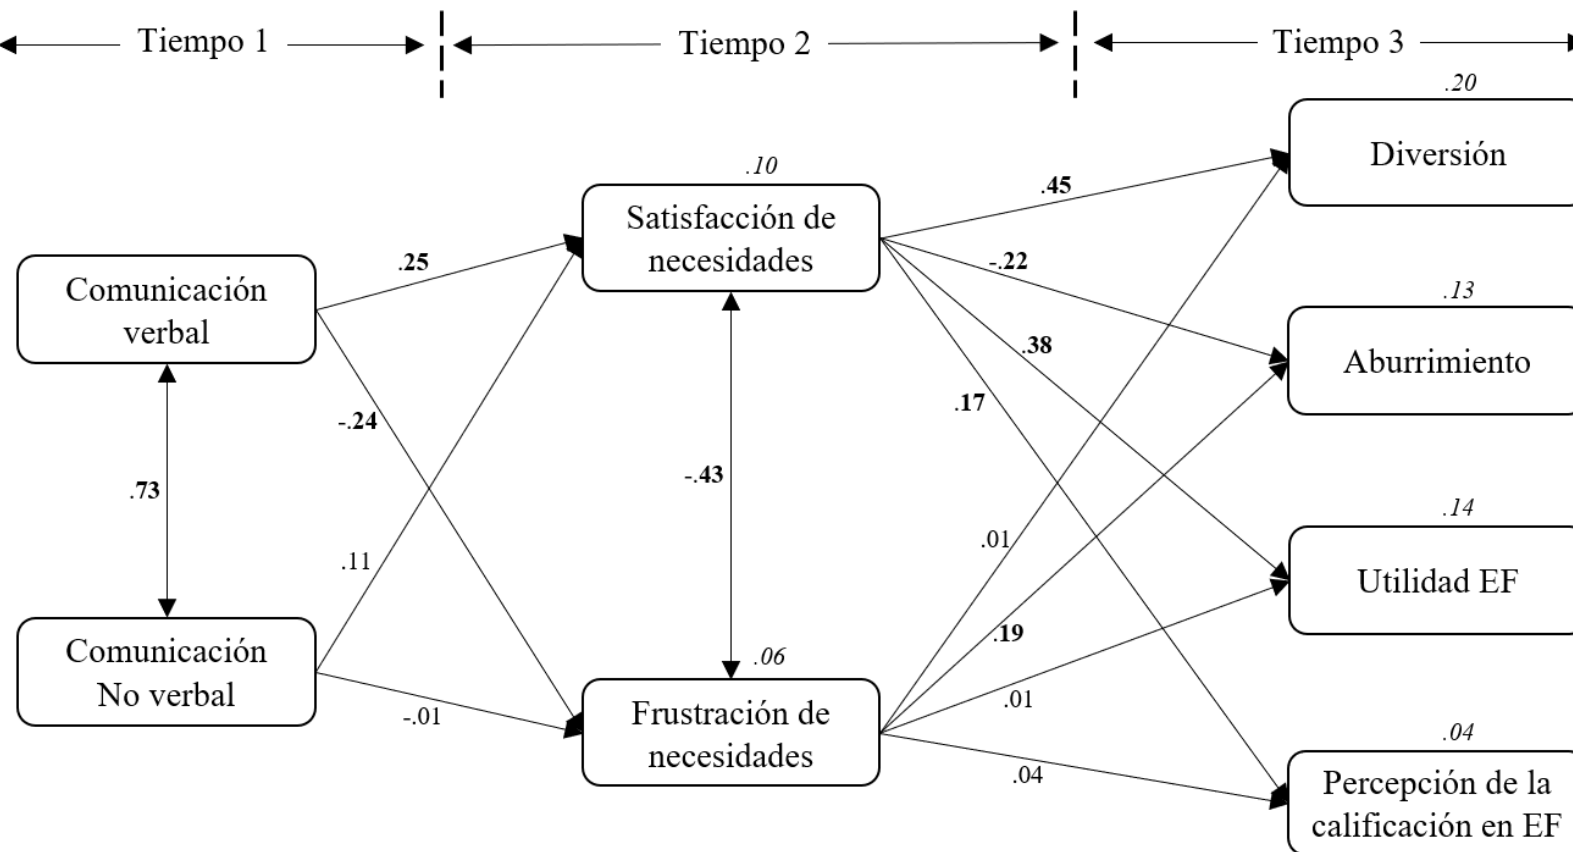 Tiempo 1
Tiempo 2
Tiempo 3
.20
Diversión
.10
Satisfacción de
necesidades
.45
-.22
.13
Aburrimiento
Comunicación
verbal
.25
.38
.17
-.24
.73
-.43
.11
.01
.14
Utilidad EF
Comunicación
No verbal
-.01
.06
Frustración de
necesidades
.19
.01
.04
.04
Percepción de la
calificación en EF